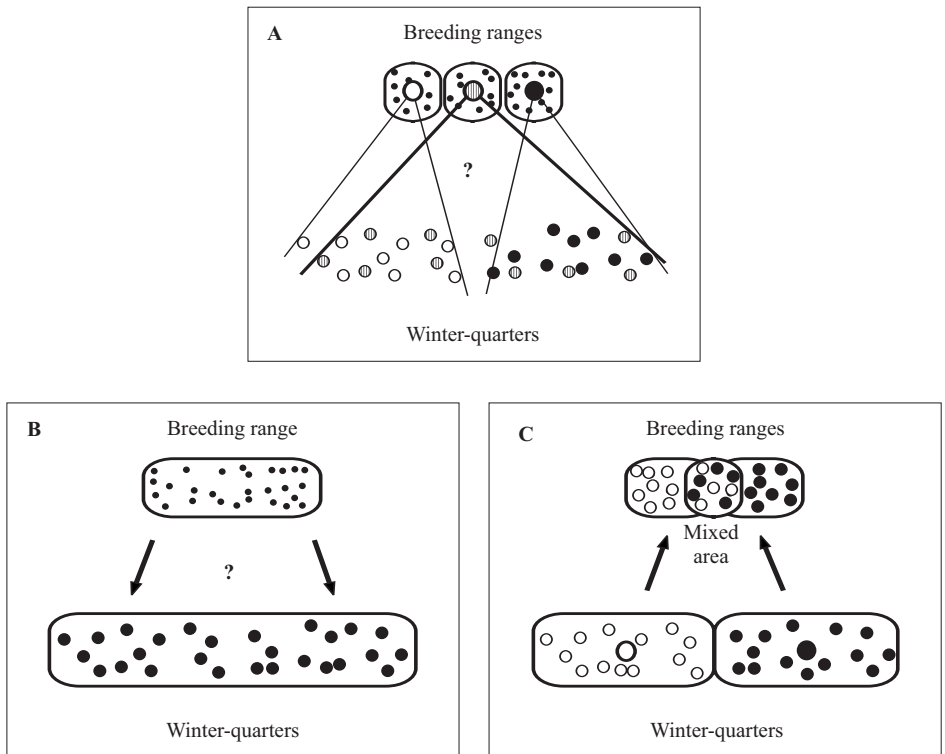 A
Breeding ranges
?
Winter-quarters
B
Breeding range
?
Winter-quarters
C
Breeding ranges
Mixed
area
Winter-quarters